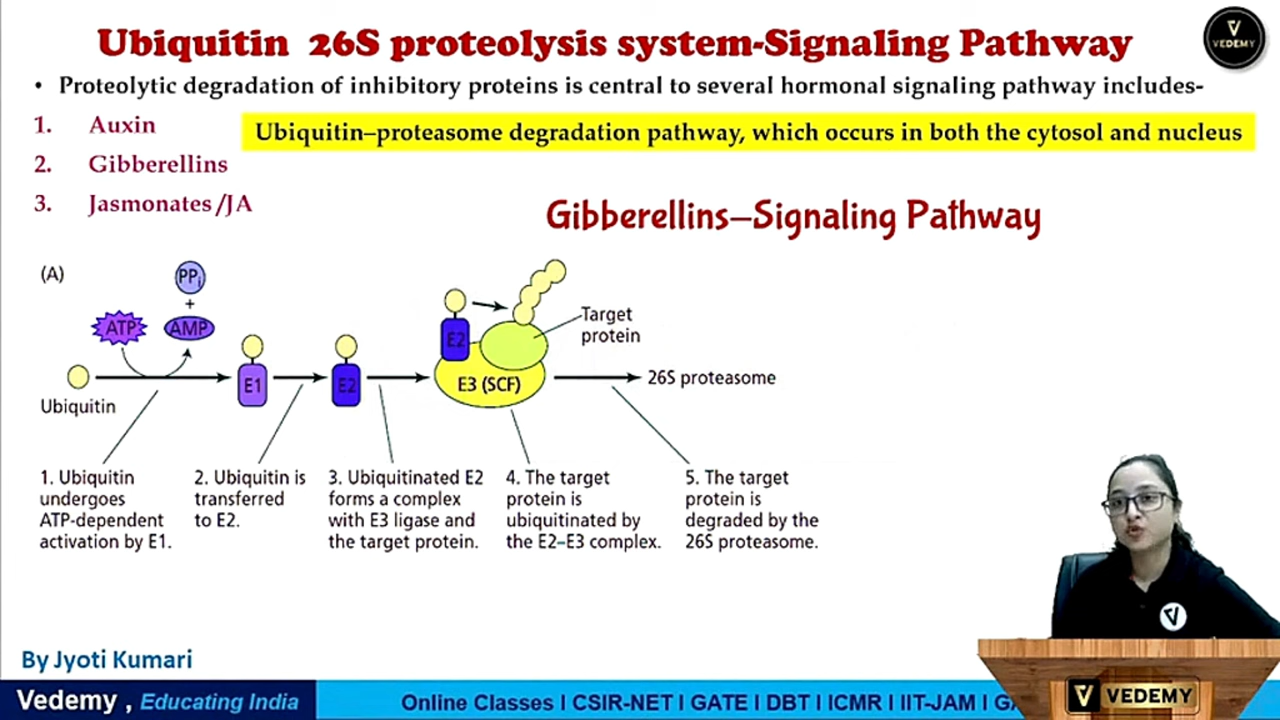 Ubiquitin 26S proteolysis system-Signaling Pathway
VEDEMY
• Proteolytic degradation of inhibitory proteins is central to several hormonal signaling pathway includes-
1. Auxin
Ubiquitin–proteasome degradation pathway, which occurs in both the cytosol and nucleus
2. Gibberellins
3. Jasmonates/JA
Gibberellins–Signaling Pathway
(A)
PPi
+
ATP
AMP
Target
protein
E2
E1
E2
E3 (SCF)
26S proteasome
Ubiquitin
1. Ubiquitin
undergoes
ATP-dependent
activation by E1.
2. Ubiquitin is
transferred
to E2.
3. Ubiquitinated E2
forms a complex
with E3 ligase and
the target protein.
4. The target
protein is
ubiquitinated by
the E2–E3 complex.
5. The target
protein is
degraded by the
26S proteasome.
By Jyoti Kumari
Vedemy , Educating India
Online Classes I CSIR-NET I GATE I DBT I ICMR I IIT-JAM I
VEDEMY